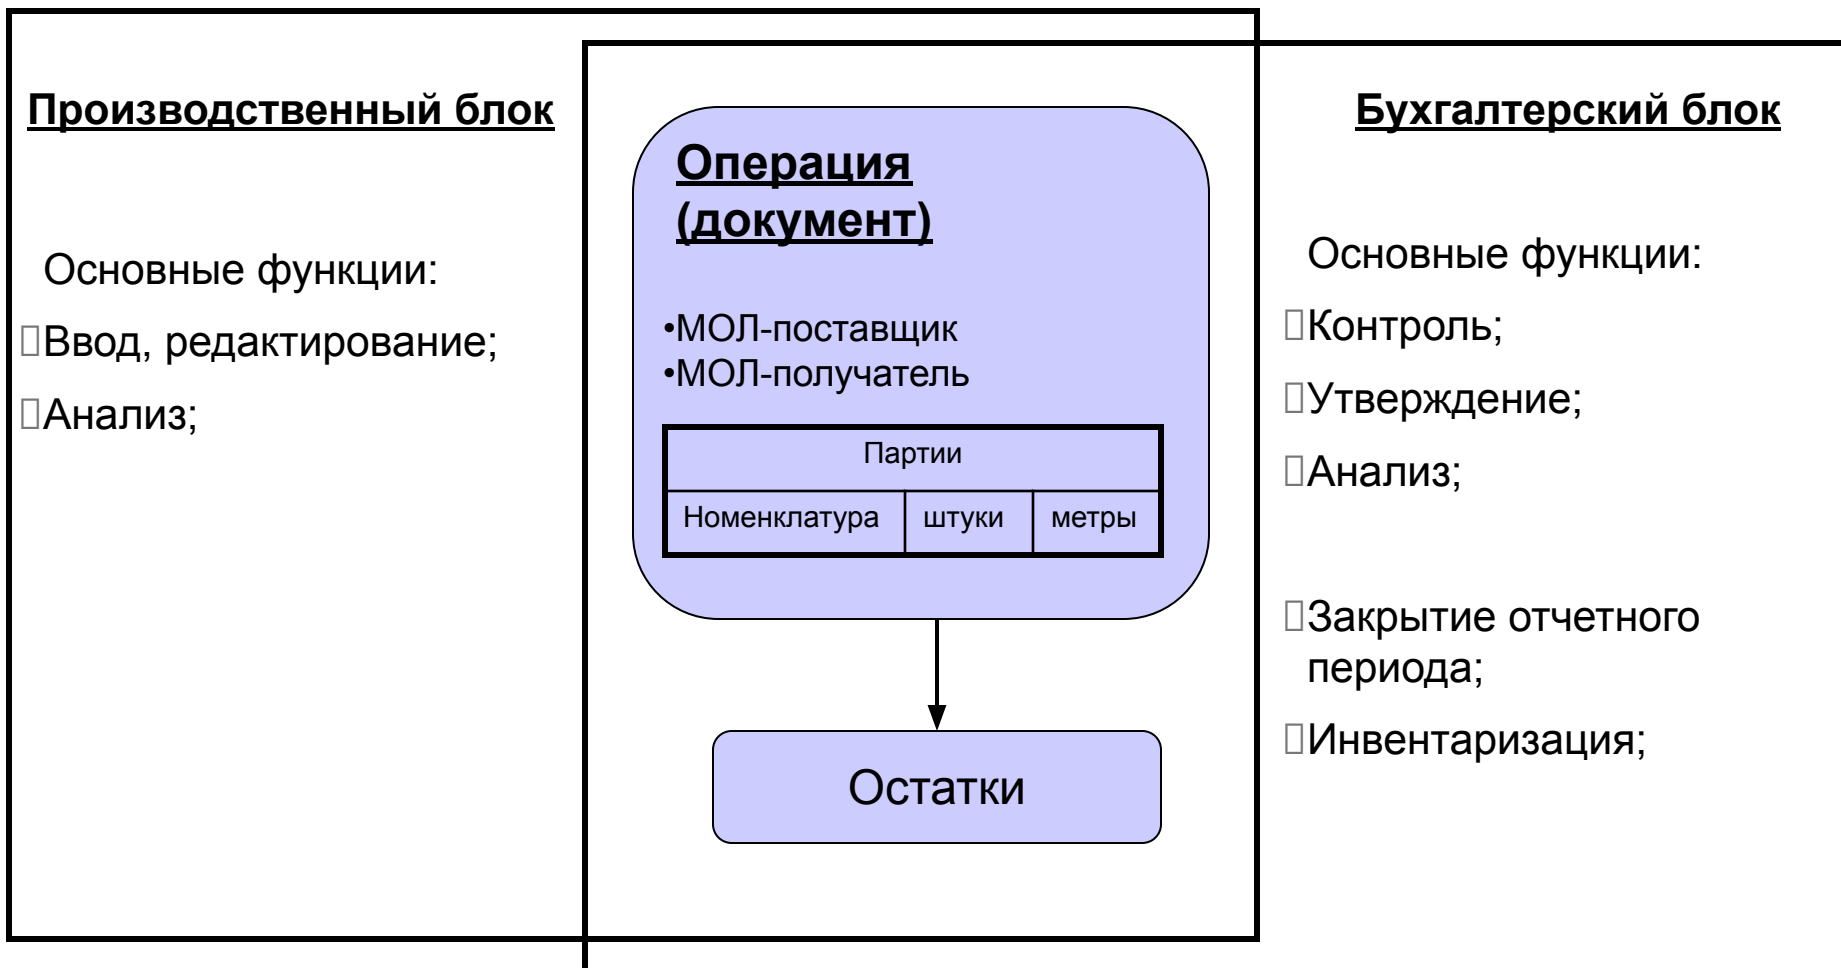 Производственный блок
Основные функции:
Ввод, редактирование;
Анализ;
Операция
(документ)
•МОЛ-поставщик
•МОЛ-получатель
Партии
Номенклатура штуки метры
Остатки
Бухгалтерский блок
Основные функции:
Контроль;
Утверждение;
Анализ;
Закрытие отчетного
периода;
Инвентаризация;